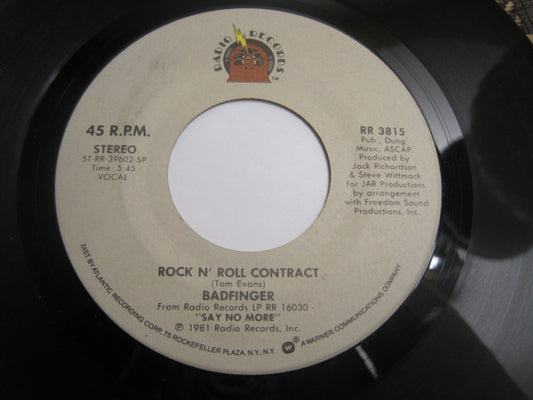 RADIO RECORDS
TM
45 R.P.M.
STEREO
ST-RR-39602-SP
Time: 5:45
VOCAL
RR 3815
Pub., Dung
Music, ASCAP
Produced by
Jack Richardson
& Steve Wittmack
for JAR Productions
by arrangement
with Freedom Sound
Productions, Inc.
ROCK N' ROLL CONTRACT
(Tom Evans)
BADFINGER
From Radio Records LP RR 16030 -
"SAY NO MORE"
℗ 1981 Radio Records, Inc.
DIST. BY ATLANTIC RECORDING CORP. 75 ROCKEFELLER PLAZA, N.Y., N.Y. ® A WARNER COMMUNICATIONS COMPANY